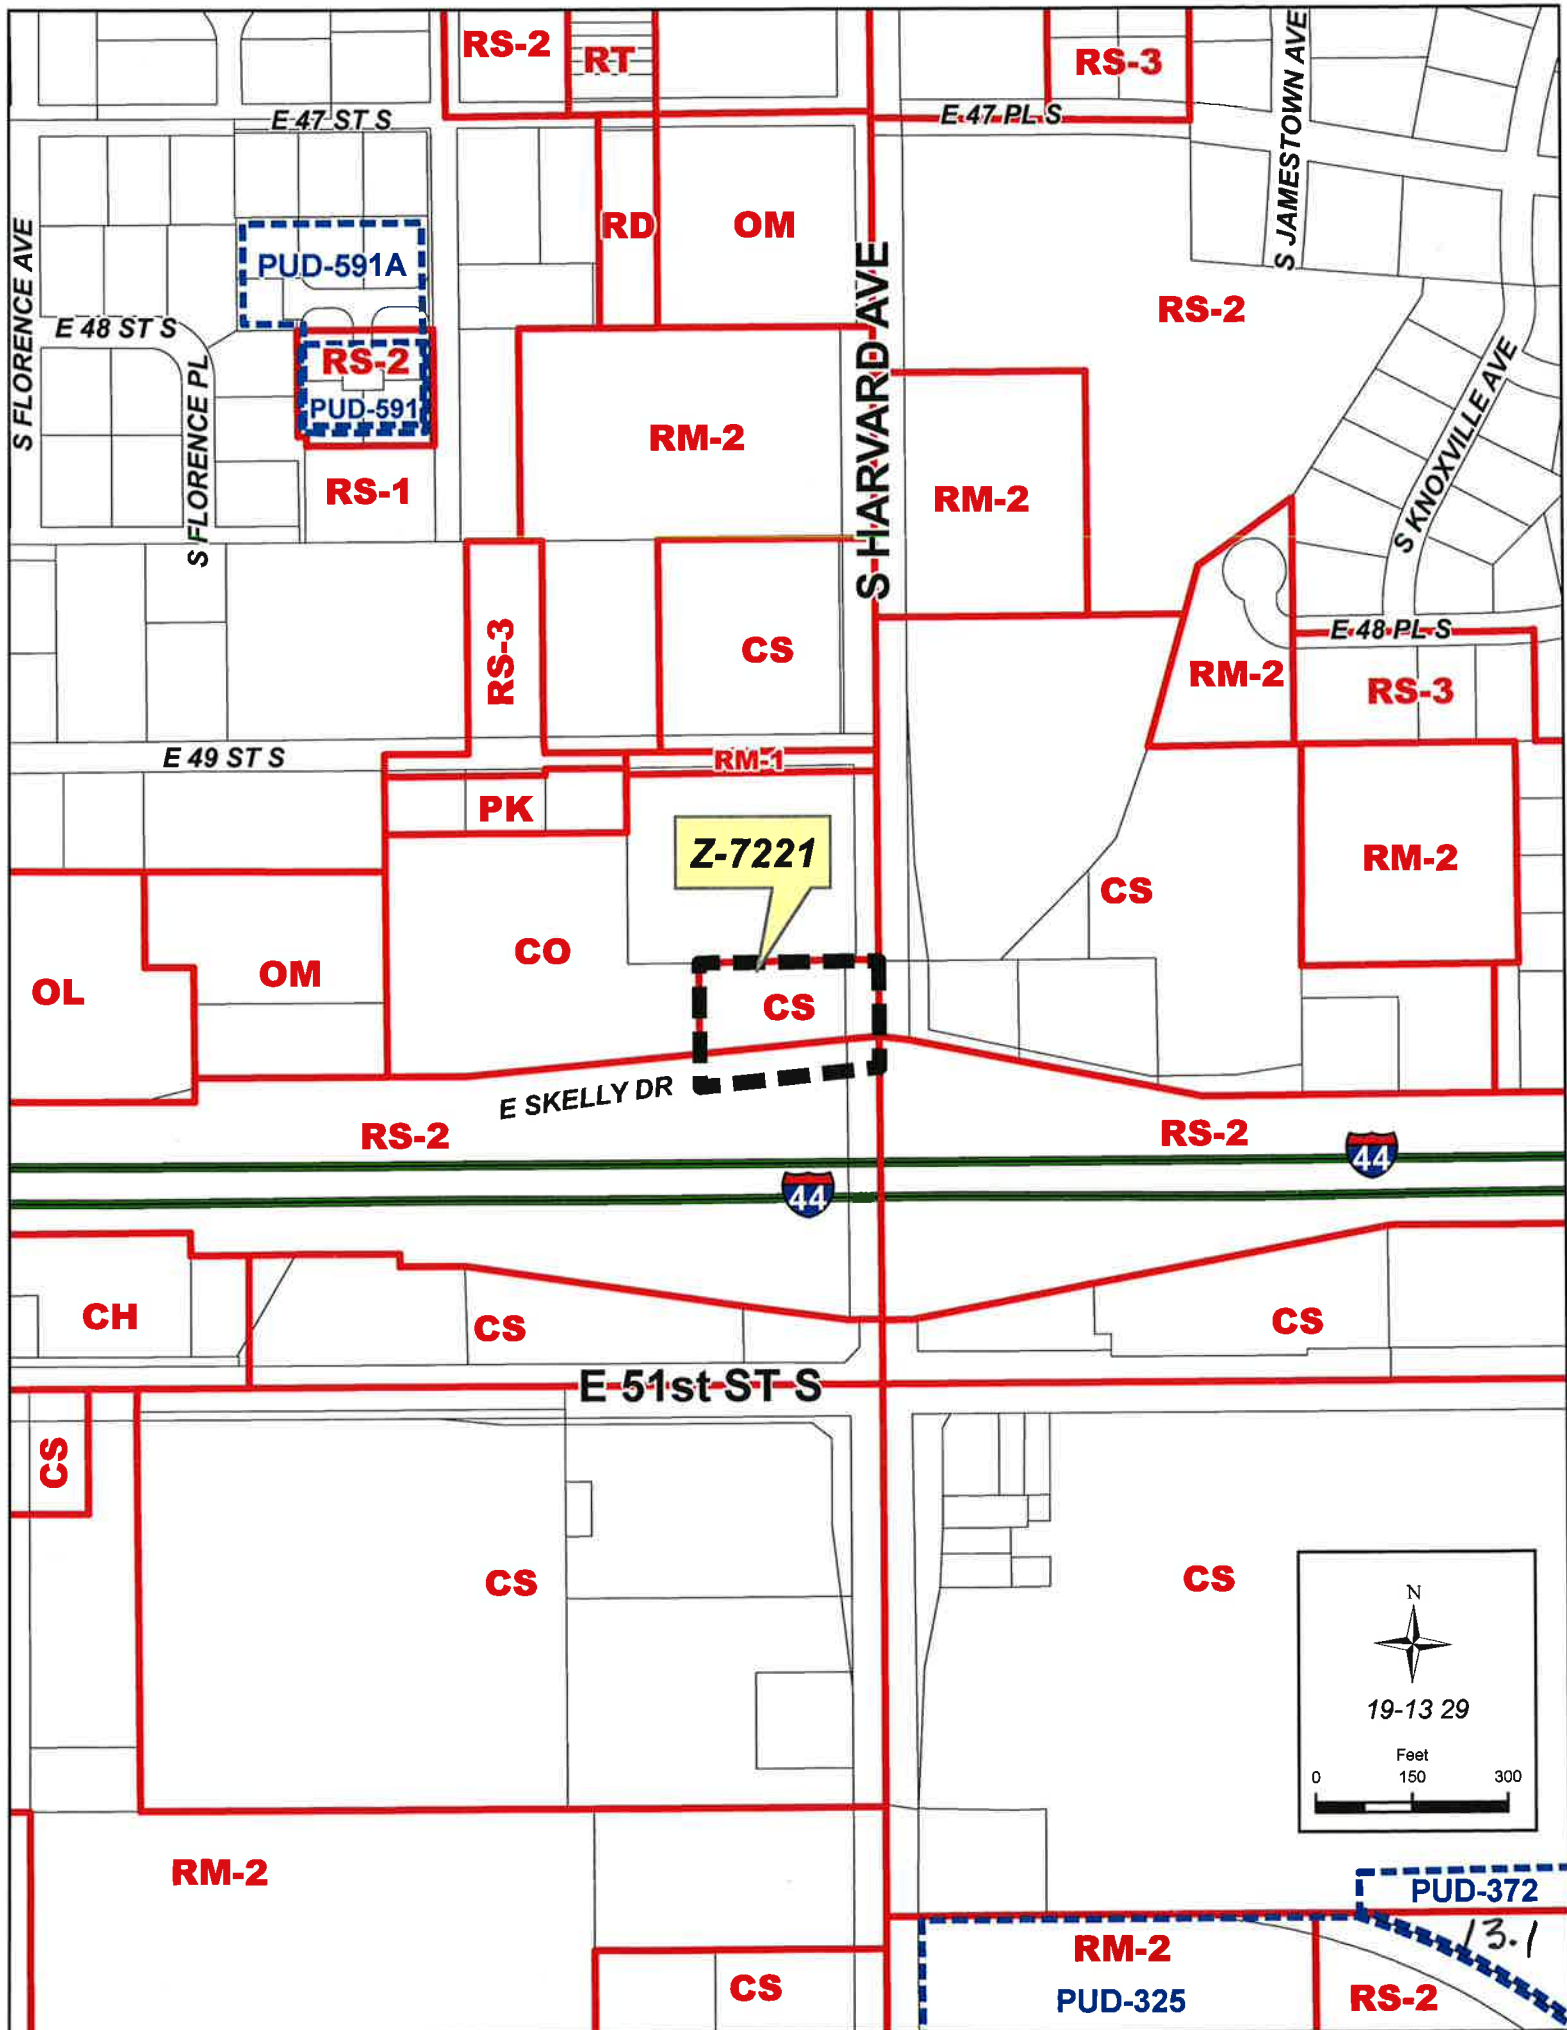 RS-2
RT
RS-3
S JAMESTOWN AVE
E 47 ST S
E 47 PL S
S FLORENCE AVE
RD
OM
S HARVARD AVE
PUD-591A
RS-2
E 48 ST S
S FLORENCE PL
RS-2
PUD-591
S KNOXVILLE AVE
RM-2
RS-1
RM-2
RS-3
CS
E 48 PL S
RM-2
RS-3
E 49 ST S
RM-1
PK
Z-7221
RM-2
CS
CO
OM
OL
CS
E SKELLY DR
RS-2
RS-2
44
44
CH
CS
CS
E 51st ST S
CS
CS
CS
N
19-13 29
Feet
0 150 300
RM-2
PUD-372
13.1
RM-2
CS
PUD-325
RS-2